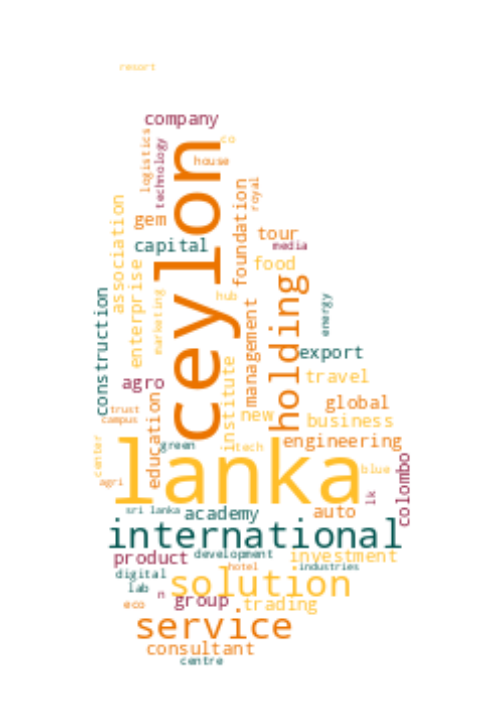 resort
company
logistics
technology
co
house
ceylon
association
gem
foundation
royal
capital
tour
media
food
enterprise
marketing
hub
construction
management
holding
energy
export
institute
travel
agro
education
trust
campus
new
global
business
center
green
tech
engineering
lanka
blue
agri
lk
colombo
sri lanka
academy
auto
international
product
development
investment
hotel
industries
digital
solution
lab
n
eco
group
trading
service
consultant
centre